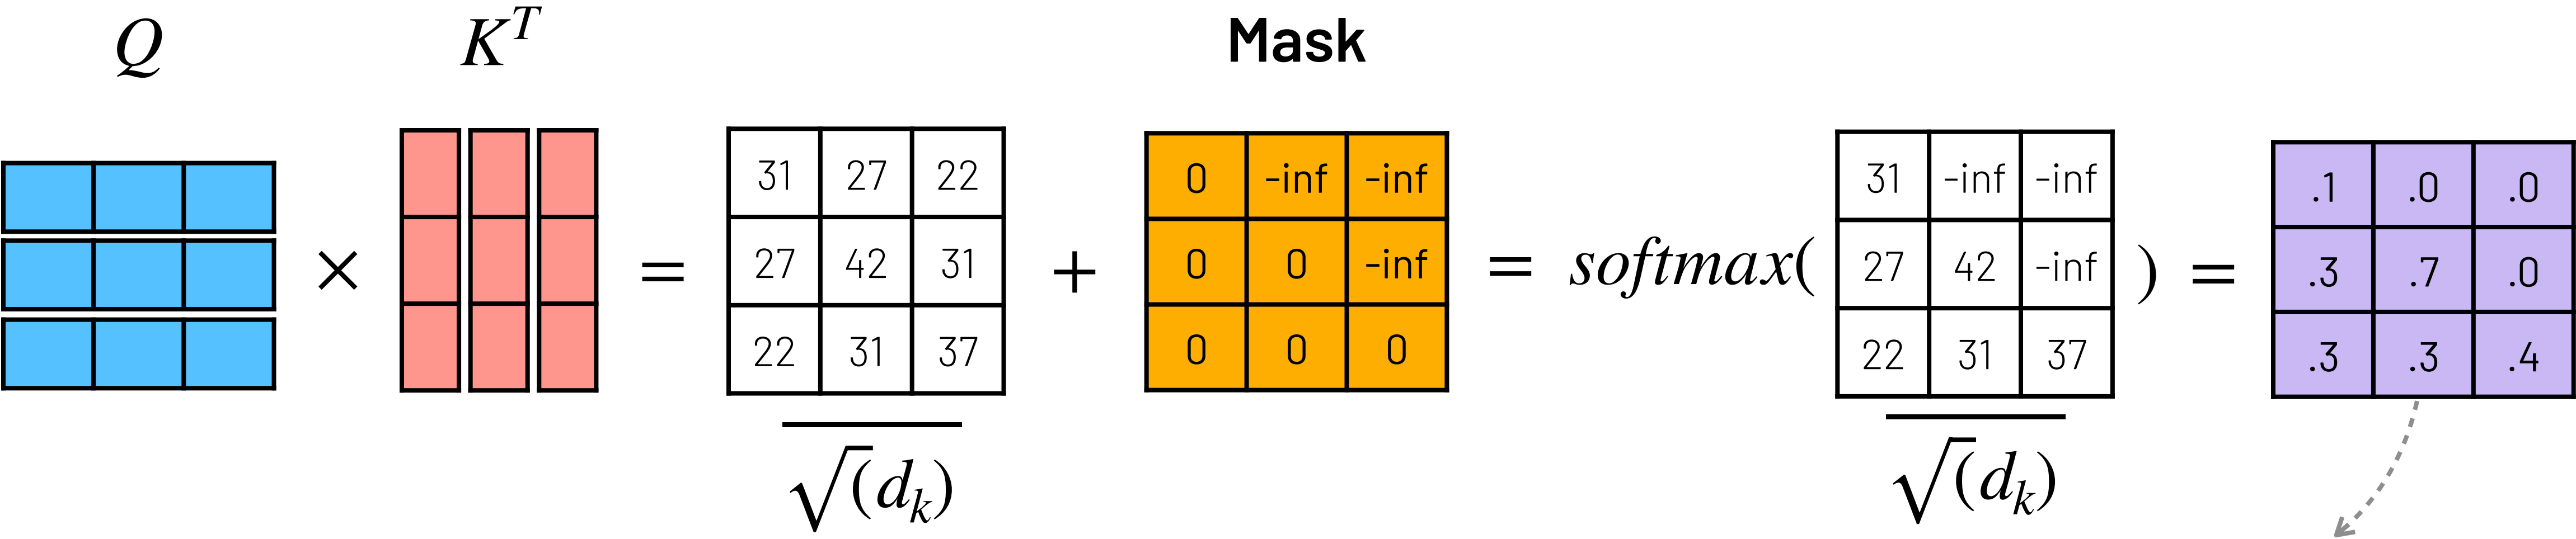 Q × K^T = 
31 27 22
27 42 31
22 31 37
√(d_k)
+
Mask
0 -inf -inf
0 0 -inf
0 0 0
= softmax(
31 -inf -inf
27 42 -inf
22 31 37
√(d_k)
) =
.1 .0 .0
.3 .7 .0
.3 .3 .4